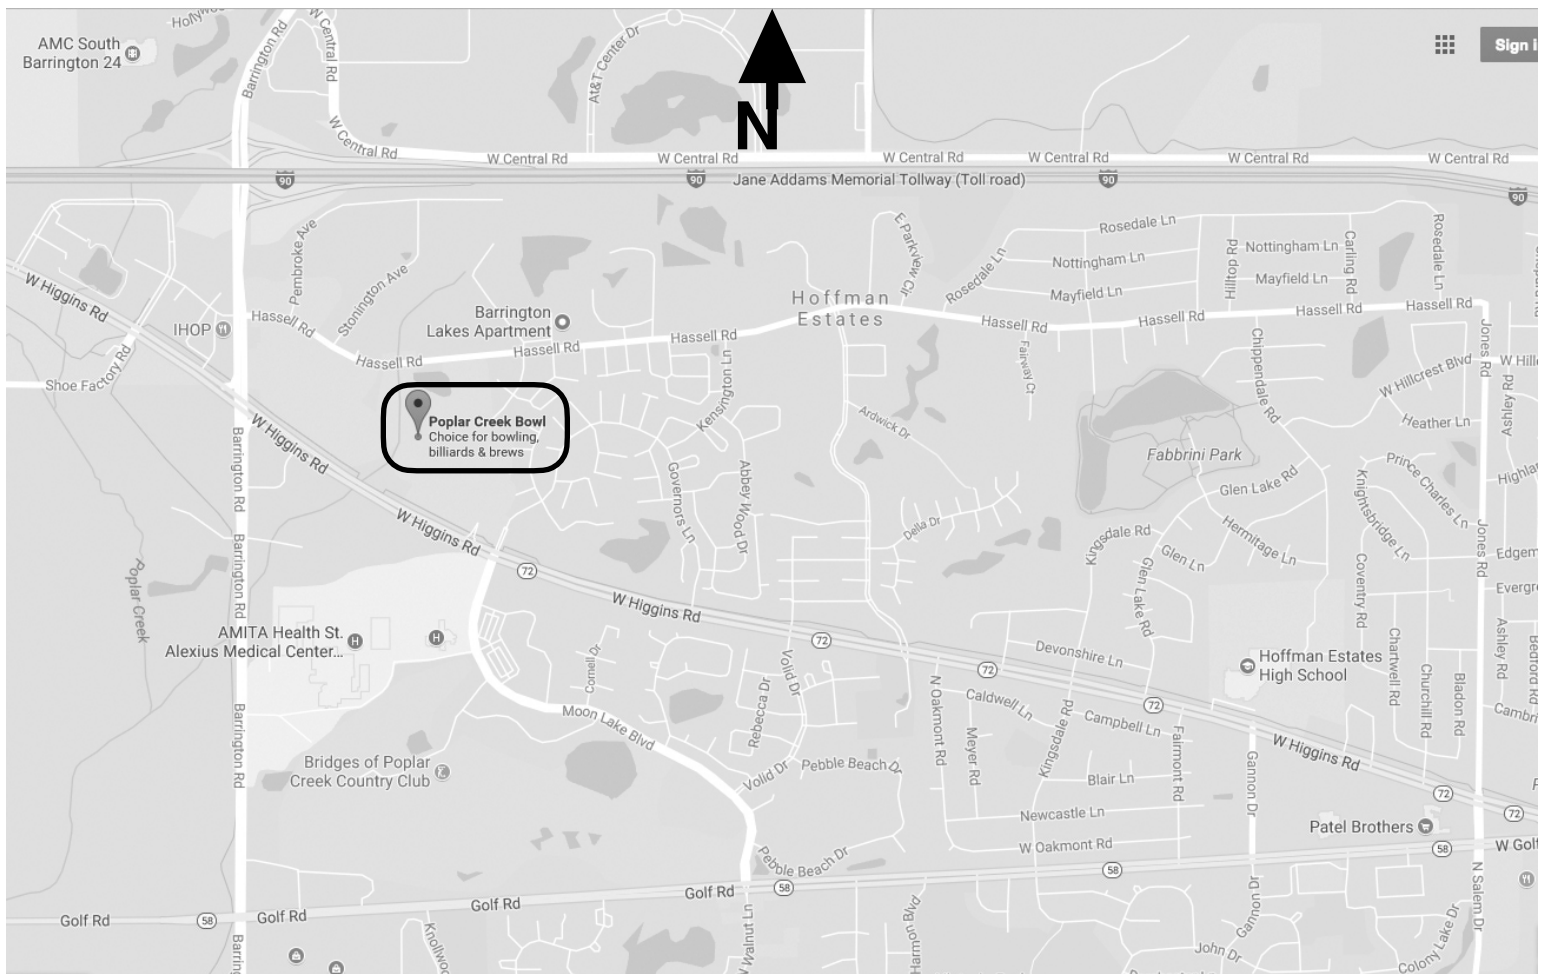 Hollyw
AMC South
Barrington 24
Barrington Rd
W Central Rd
At&T Center Dr
N
Sign i
W Central Rd
W Central Rd
W Central Rd
W Central Rd
W Central Rd
W Central Rd
W Central Rd
90
90
Jane Addams Memorial Tollway (Toll road)
90
90
Pembroke Ave
Stonington Ave
E Parkview Cir
Rosedale Ln
Rosedale Ln
Nottingham Ln
Mayfield Ln
Hilltop Rd
Nottingham Ln
Mayfield Ln
Carling Rd
Rosedale Ln
W Higgins Rd
IHOP
Hassell Rd
Barrington
Lakes Apartment
Hoffman
Estates
Hassell Rd
Hassell Rd
Hassell Rd
Hassell Rd
Hassell Rd
Hassell Rd
Hassell Rd
Shoe Factory Rd
Jones Rd
W Hille
W Hillcrest Blvd
Chippendale Rd
Fairway Ct
Kensington Ln
Poplar Creek Bowl
Choice for bowling,
billiards & brews
Ardwick Dr
Heather Ln
Ashley Rd
W Higgins Rd
Barrington Rd
Fabbrini Park
Prince Charles Ln
Knightsbridge Ln
Highlan
Governors Ln
Abbey Wood Dr
Glen Lake Rd
W Higgins Rd
Della Dr
Kingsdale Rd
Hermitage Ln
Glen Ln
Jones Rd
Edgem
Barrington Rd
72
Poplar Creek
Glen Lake Rd
Coventry Rd
Evergre
W Higgins Rd
AMITA Health St.
Alexius Medical Center...
H
H
72
Devonshire Ln
Hoffman Estates
High School
Ashley Rd
Bedford Rd
Cornell Dr
Volid Dr
72
Chartwell Rd
Churchill Rd
Bladon Rd
Rebecca Dr
N Oakmont Rd
Caldwell Ln
72
Cambri
Moon Lake Blvd
Campbell Ln
Kingsdale Rd
Meyer Rd
Fairmont Rd
W Higgins Rd
Barrington Rd
Bridges of Poplar
Creek Country Club
Volid Dr
Pebble Beach Dr
Blair Ln
Gannon Dr
72
72
Newcastle Ln
Patel Brothers
W Oakmont Rd
58
W Golf
Pebble Beach Dr
58
58
Golf Rd
Golf Rd
Golf Rd
Golf Rd
58
N Salem Dr
Knollwo
Walnut Ln
Harmon Blvd
Gannon Dr
John Dr
Colony Lake Dr
Barring